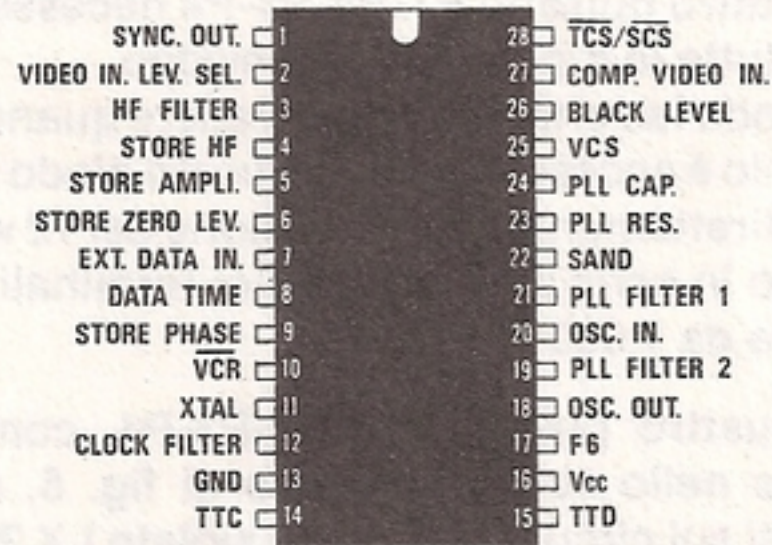 SYNC. OUT. 1 28 T̅C̅S̅/S̅C̅S̅
VIDEO IN. LEV. SEL. 2 27 COMP. VIDEO IN.
HF FILTER 3 26 BLACK LEVEL
STORE HF 4 25 VCS
STORE AMPLI. 5 24 PLL CAP.
STORE ZERO LEV. 6 23 PLL RES.
EXT. DATA IN. 7 22 SAND
DATA TIME 8 21 PLL FILTER 1
STORE PHASE 9 20 OSC. IN.
V̅C̅R̅ 10 19 PLL FILTER 2
XTAL 11 18 OSC. OUT.
CLOCK FILTER 12 17 F6
GND 13 16 Vcc
TTC 14 15 TTD